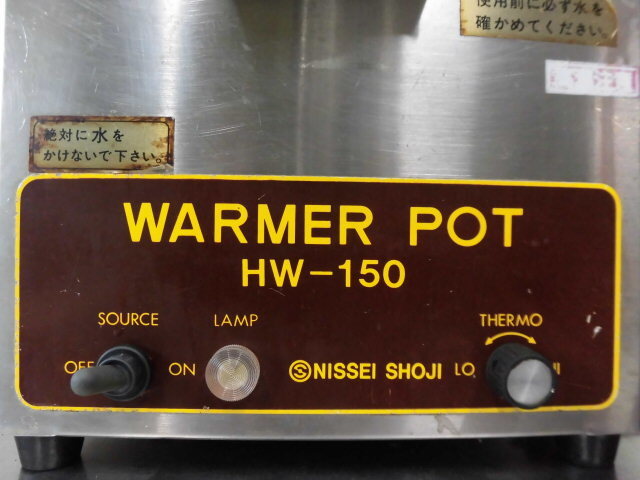 使用前に必ず水を
確かめてください。
絶対に水を
かけないで下さい。
WARMER POT
HW-150
SOURCE
LAMP
THERMO
OFF
ON
NISSEI SHOJI
LO